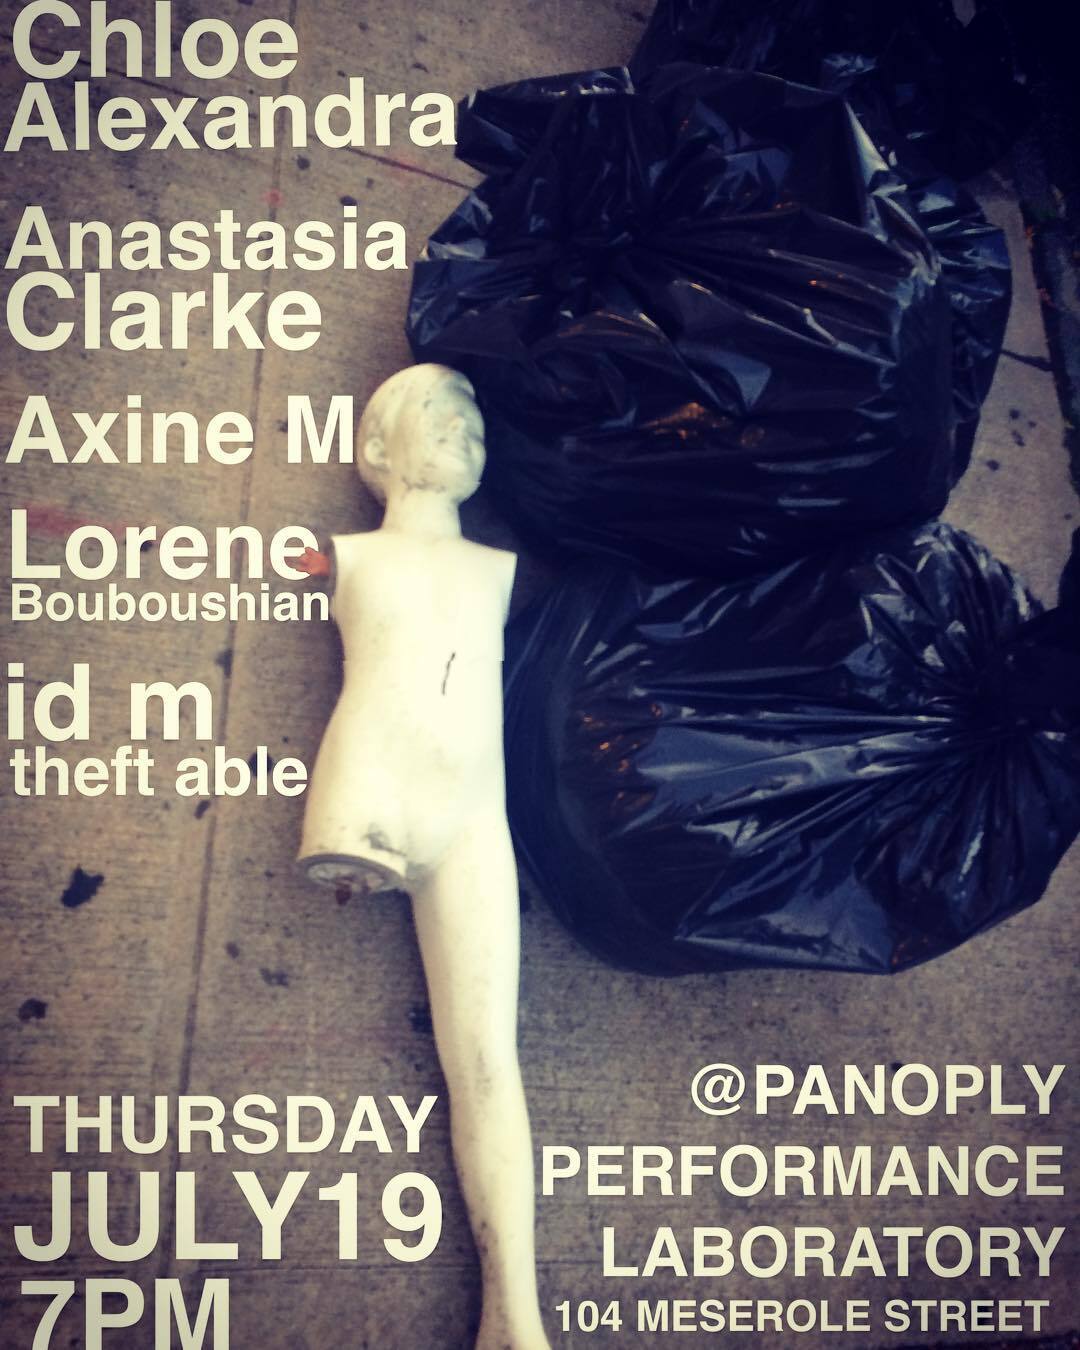 Chloe
Alexandra
Anastasia
Clarke
Axine M
Lorene
Bouboushian
id m
theft able
THURSDAY
JULY19
7PM
@PANOPLY
PERFORMANCE
LABORATORY
104 MESEROLE STREET